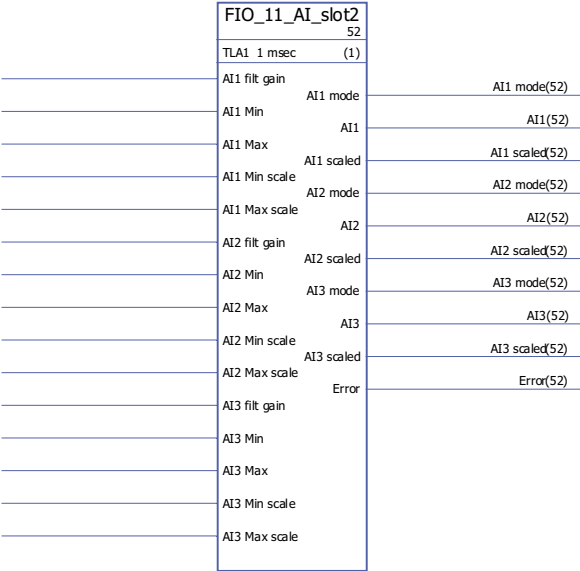 FIO_11_AI_slot2
52
TLA1 1 msec (1)
AI1 filt gain
AI1 mode AI1 mode(52)
AI1 Min
AI1 AI1(52)
AI1 Max
AI1 scaled AI1 scaled(52)
AI1 Min scale
AI2 mode AI2 mode(52)
AI1 Max scale
AI2 AI2(52)
AI2 filt gain
AI2 scaled AI2 scaled(52)
AI2 Min
AI3 mode AI3 mode(52)
AI2 Max
AI3 AI3(52)
AI2 Min scale
AI3 scaled AI3 scaled(52)
AI2 Max scale
Error Error(52)
AI3 filt gain
AI3 Min
AI3 Max
AI3 Min scale
AI3 Max scale